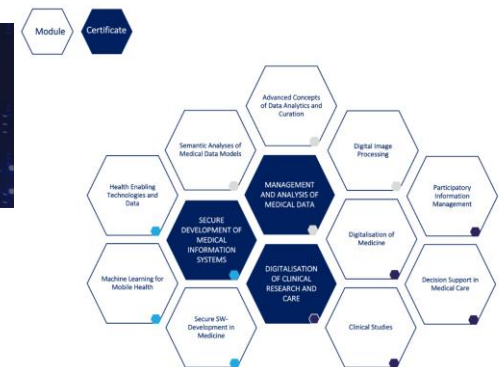 Module
Certificate
Advanced Concepts
of Data Analytics and
Curation
Semantic Analyses of
Medical Data Models
Digital Image
Processing
Health Enabling
Technologies and
Data
MANAGEMENT
AND ANALYSIS OF
MEDICAL DATA
Participatory
Information
Management
SECURE
DEVELOPMENT OF
MEDICAL
INFORMATION
SYSTEMS
Digitalisation of
Medicine
Machine Learning for
Mobile Health
DIGITALISATION
OF CLINICAL
RESEARCH AND
CARE
Decision Support in
Medical Care
Secure SW-
Development in
Medicine
Clinical Studies